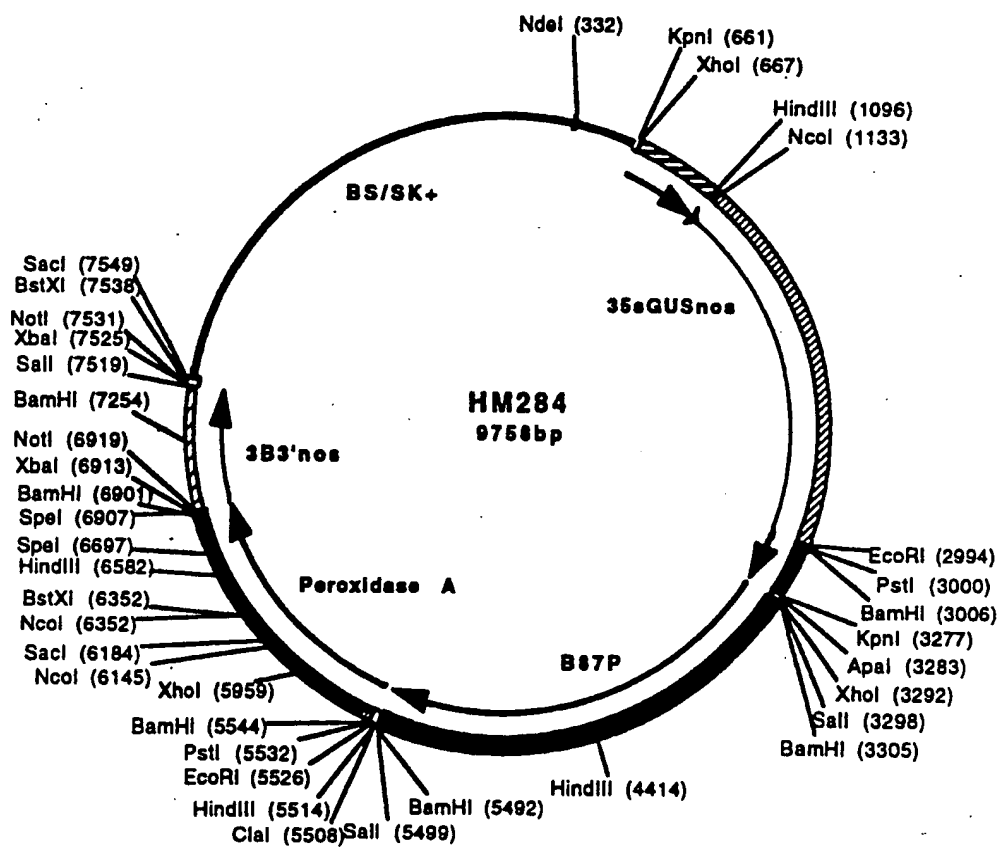 NdeI (332)
KpnI (661)
XhoI (667)
HindIII (1096)
NcoI (1133)
BS/SK+
SacI (7549)
BstXI (7538)
NotI (7531)
XbaI (7525)
SalI (7519)
BamHI (7254)
NotI (6919)
XbaI (6913)
BamHI (6901)
SpeI (6907)
SpeI (6697)
HindIII (6582)
BstXI (6352)
NcoI (6352)
SacI (6184)
NcoI (6145)
XhoI (5959)
BamHI (5544)
PstI (5532)
EcoRI (5526)
HindIII (5514)
ClaI (5508)
SalI (5499)
BamHI (5492)
HindIII (4414)
35sGUSnos
HM284
9758bp
3B3'nos
Peroxidase A
B87P
EcoRI (2994)
PstI (3000)
BamHI (3006)
KpnI (3277)
ApaI (3283)
XhoI (3292)
SalI (3298)
BamHI (3305)